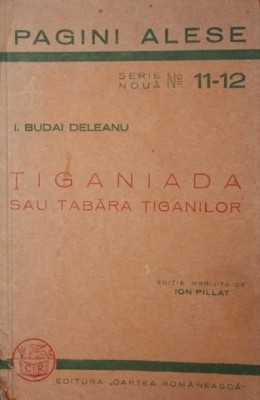 PAGINI ALESE
SERIE NOUĂ No 11-12
I. BUDAI DELEANU
ȚIGANIADA
SAU TABĂRA ȚIGANILOR
EDIȚIE NGRIJITĂ DE
ION PILLAT
C R
EDITURA „CARTEA ROMÂNEASCĂ"